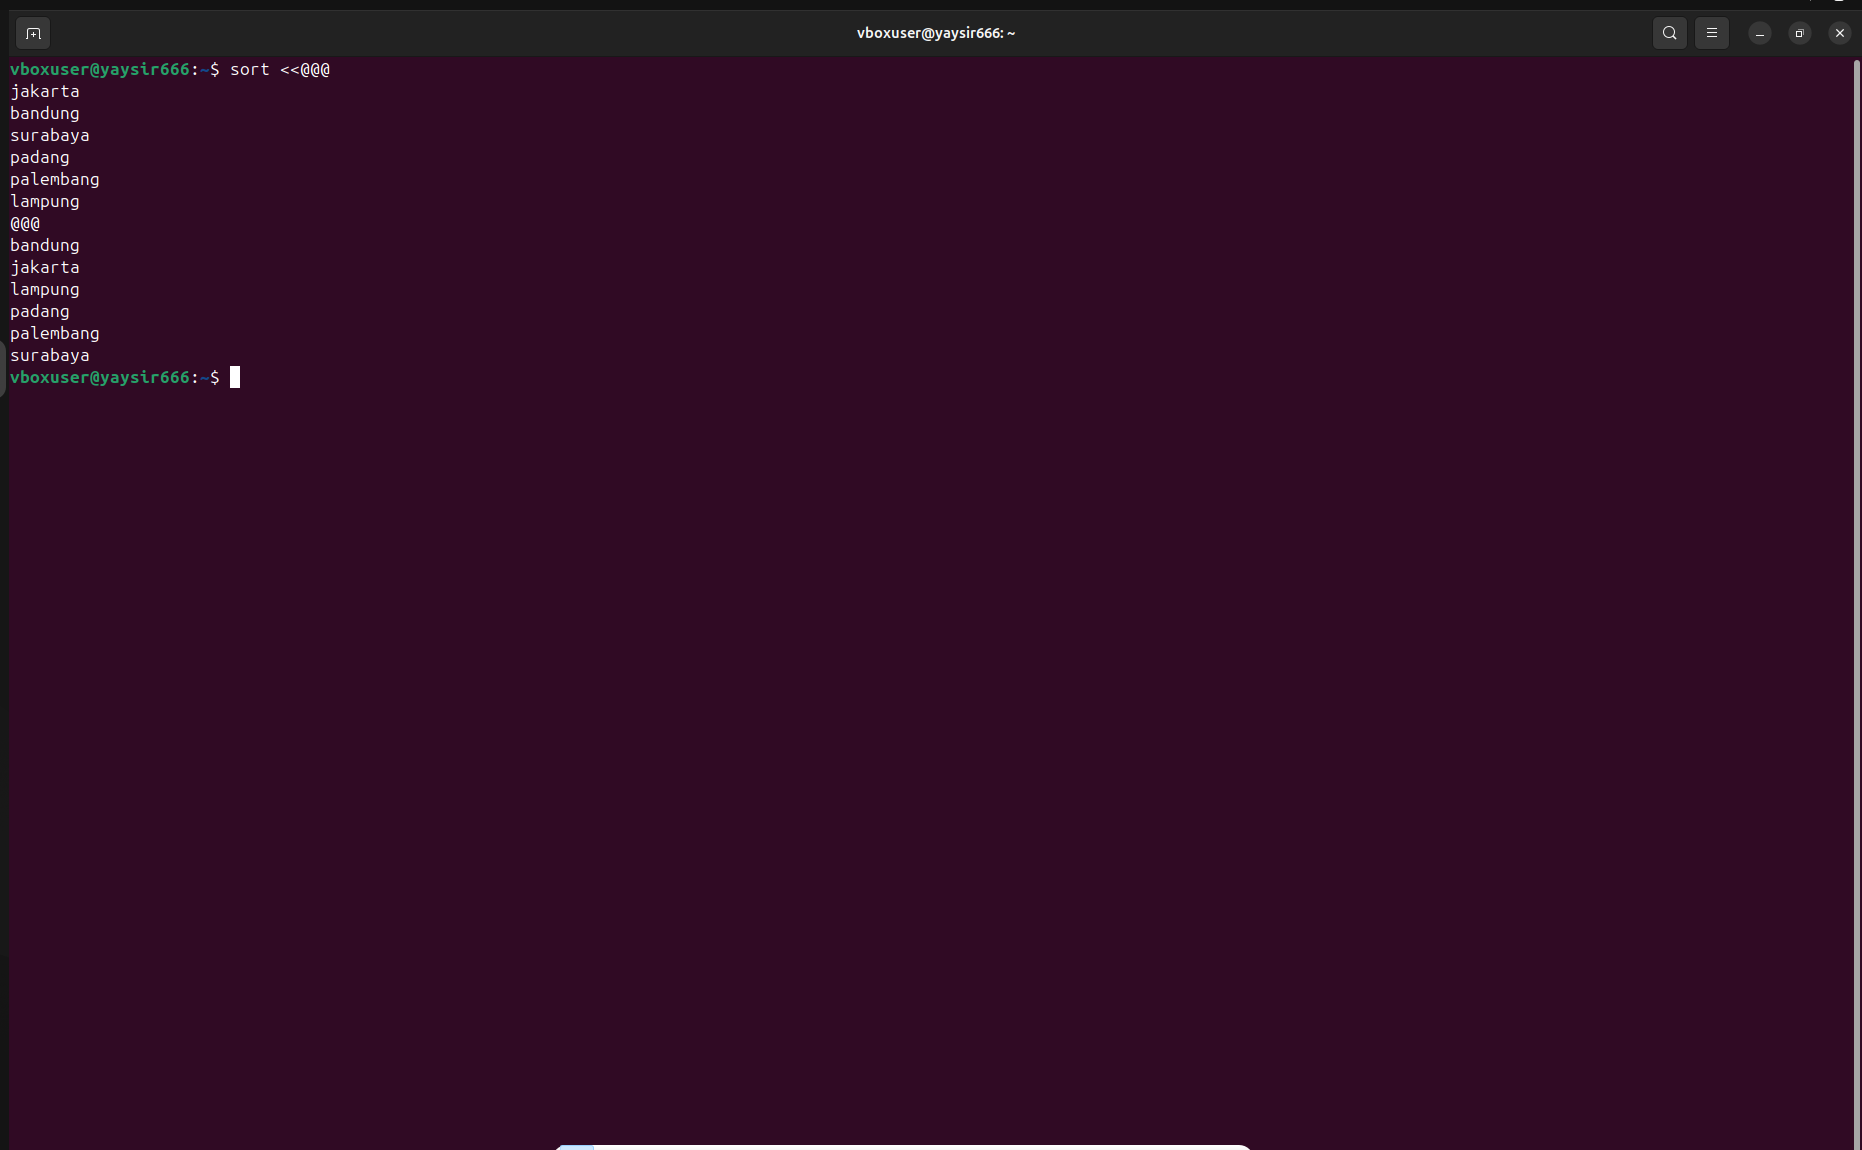 vboxuser@yaysir666: ~
vboxuser@yaysir666:~$ sort <<@@@
jakarta
bandung
surabaya
padang
palembang
lampung
@@@
bandung
jakarta
lampung
padang
palembang
surabaya
vboxuser@yaysir666:~$